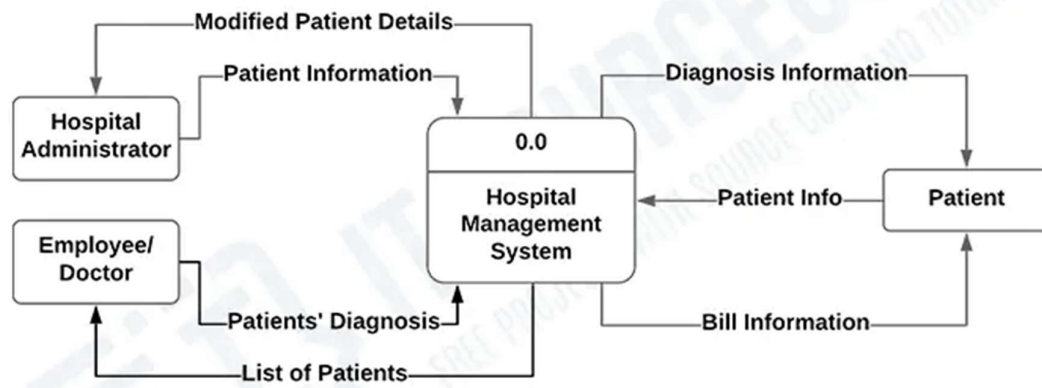 Modified Patient Details
Patient Information
Diagnosis Information
Hospital
Administrator
0.0
Hospital
Management
System
Patient Info
Patient
Employee/
Doctor
Patients' Diagnosis
Bill Information
List of Patients